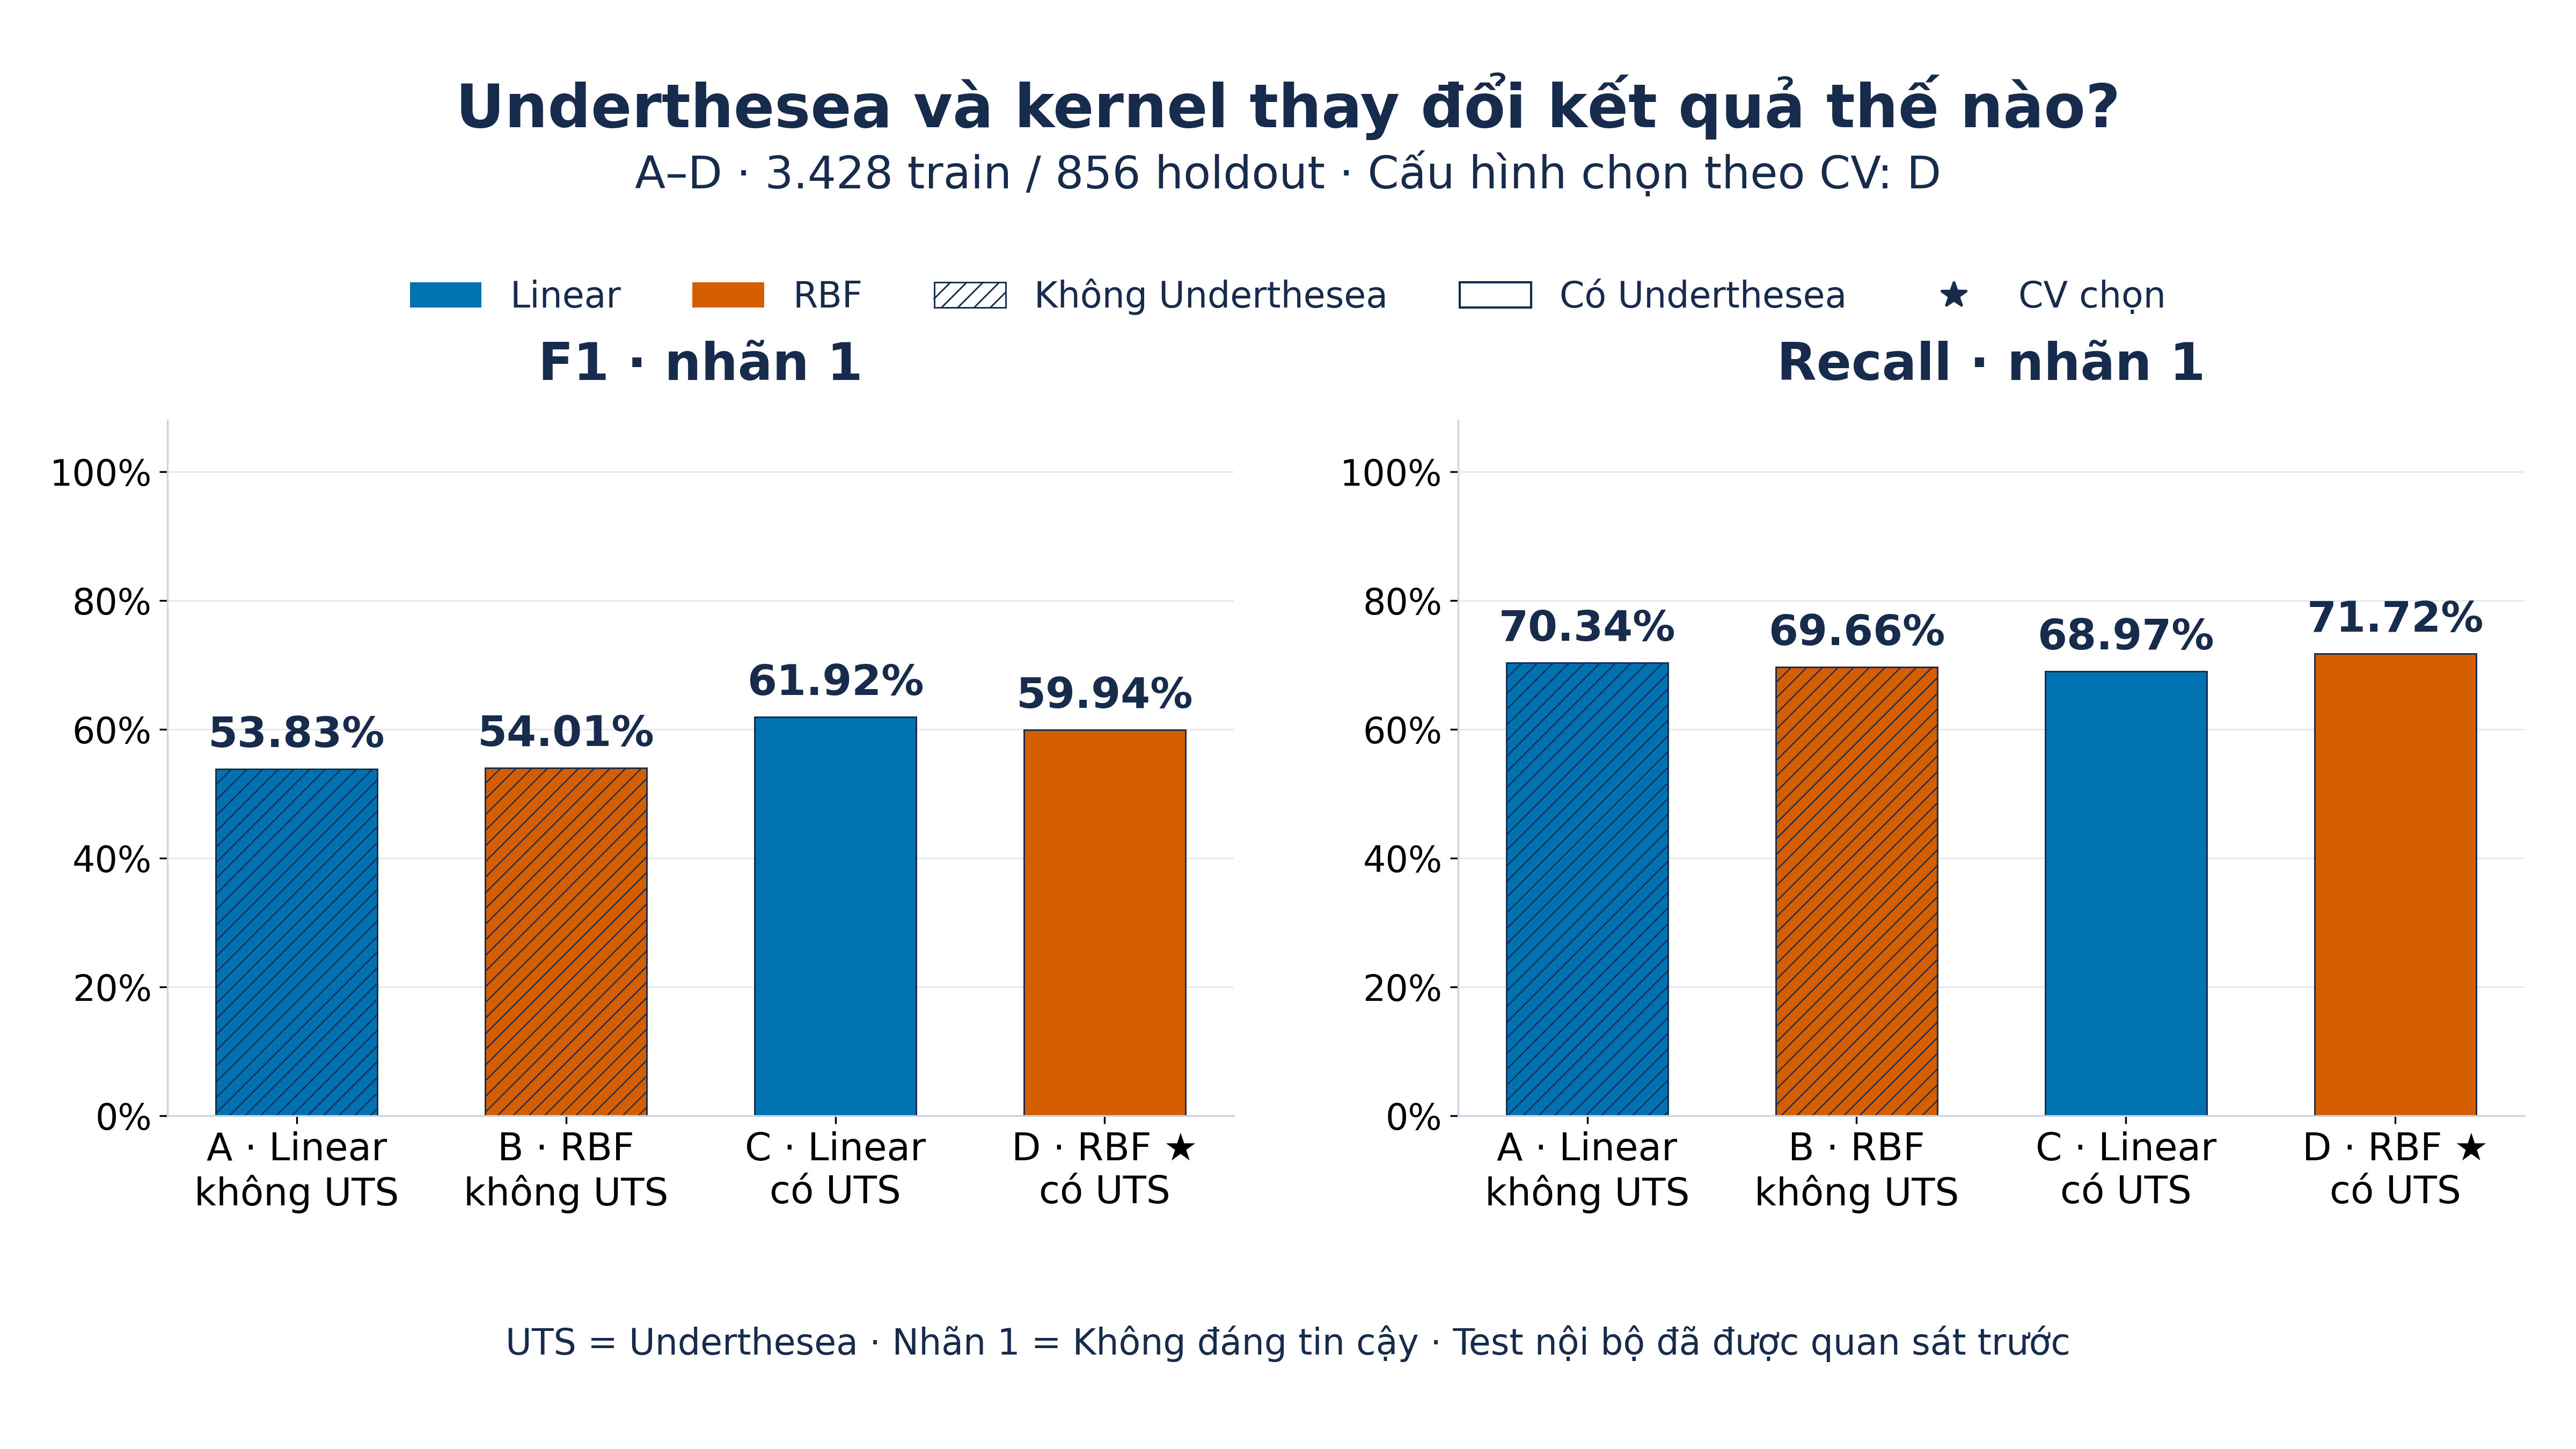 Underthesea và kernel thay đổi kết quả thế nào?
A–D · 3.428 train / 856 holdout · Cấu hình chọn theo CV: D
Linear
RBF
Không Underthesea
Có Underthesea
★ CV chọn
F1 · nhãn 1
100%
80%
60%
40%
20%
0%
53.83%
54.01%
61.92%
59.94%
A · Linear
không UTS
B · RBF
không UTS
C · Linear
có UTS
D · RBF ★
có UTS
Recall · nhãn 1
100%
80%
60%
40%
20%
0%
70.34%
69.66%
68.97%
71.72%
A · Linear
không UTS
B · RBF
không UTS
C · Linear
có UTS
D · RBF ★
có UTS
UTS = Underthesea · Nhãn 1 = Không đáng tin cậy · Test nội bộ đã được quan sát trước